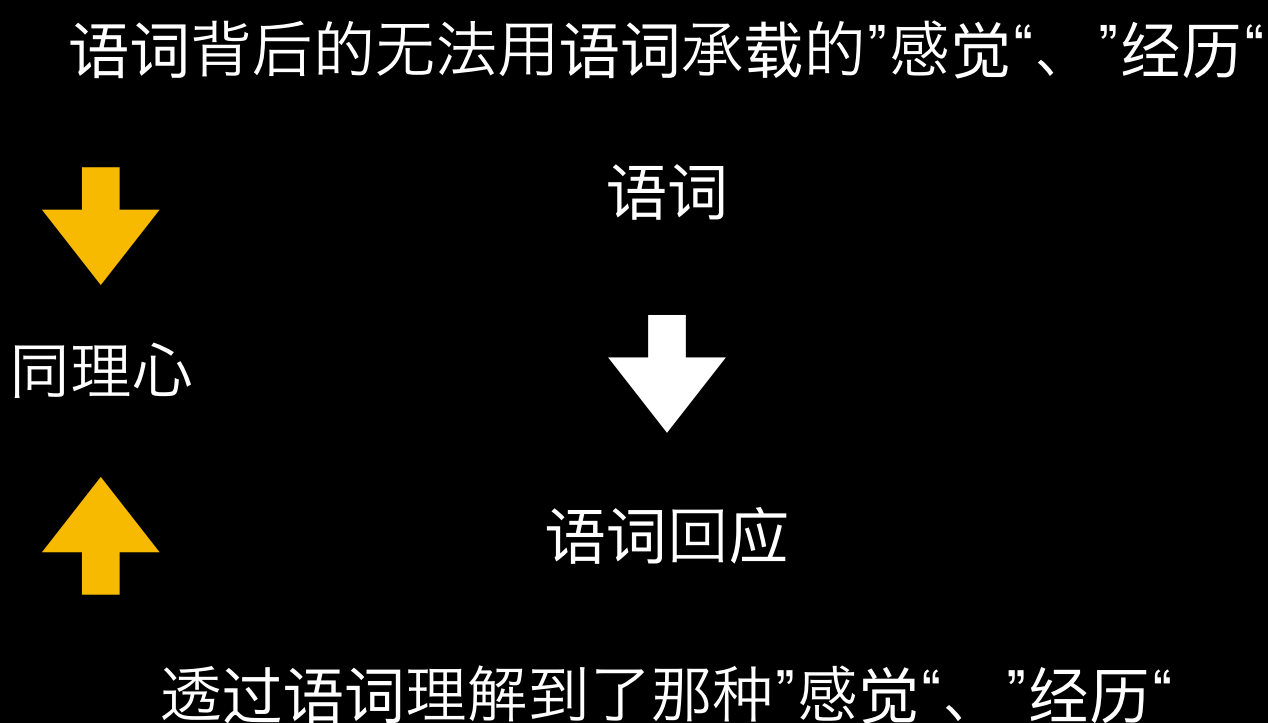 语词背后的无法用语词承载的”感觉“、 ”经历“
语词
同理心
语词回应
透过语词理解到了那种”感觉“、 ”经历“